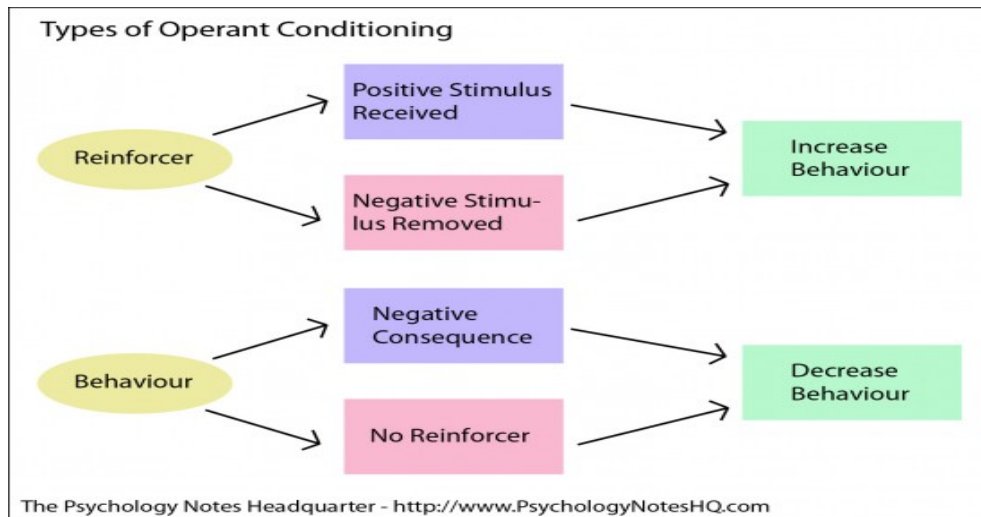 Types of Operant Conditioning
Positive Stimulus
Received
Reinforcer
Increase
Behaviour
Negative Stimu-
lus Removed
Negative
Consequence
Behaviour
Decrease
Behaviour
No Reinforcer
The Psychology Notes Headquarter - http://www.PsychologyNotesHQ.com